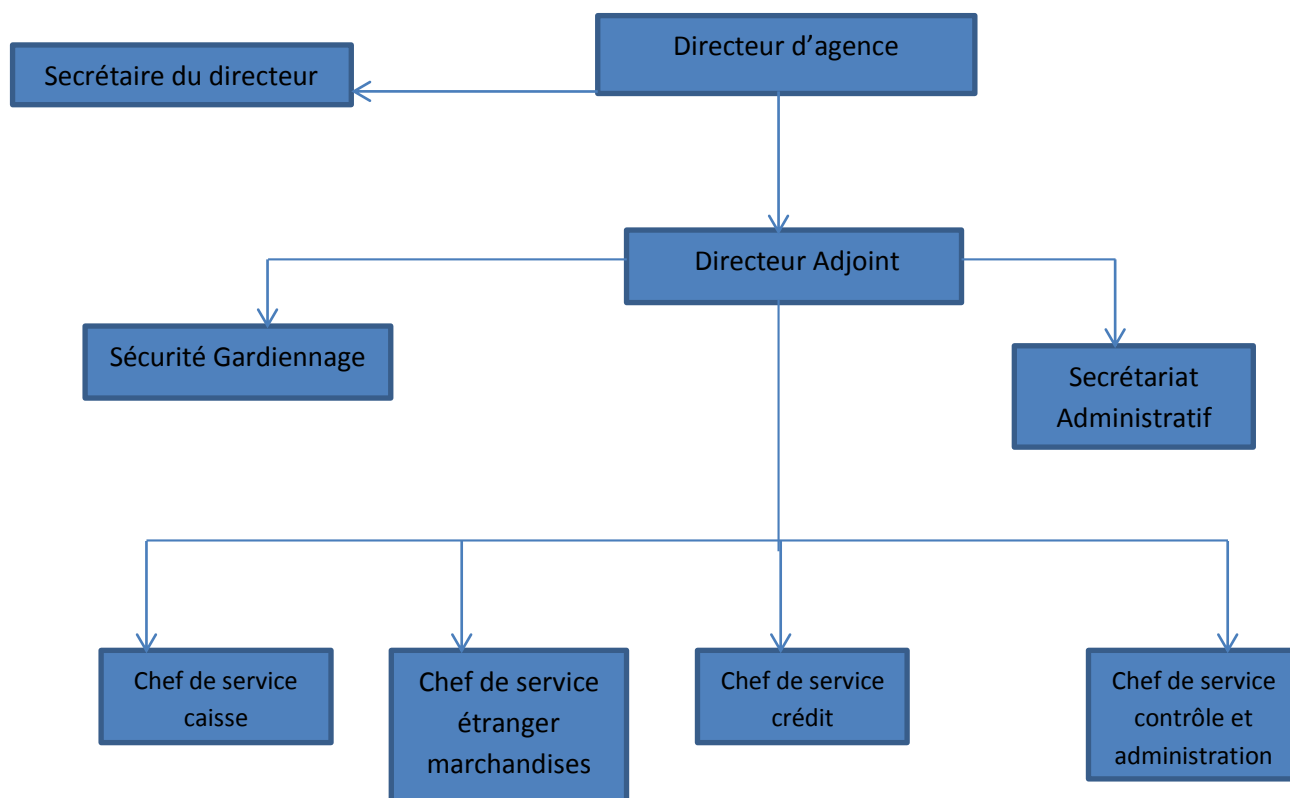 Directeur d’agence
Secrétaire du directeur
Directeur Adjoint
Sécurité Gardiennage
Secrétariat
Administratif
Chef de service
caisse
Chef de service
étranger
marchandises
Chef de service
crédit
Chef de service
contrôle et
administration